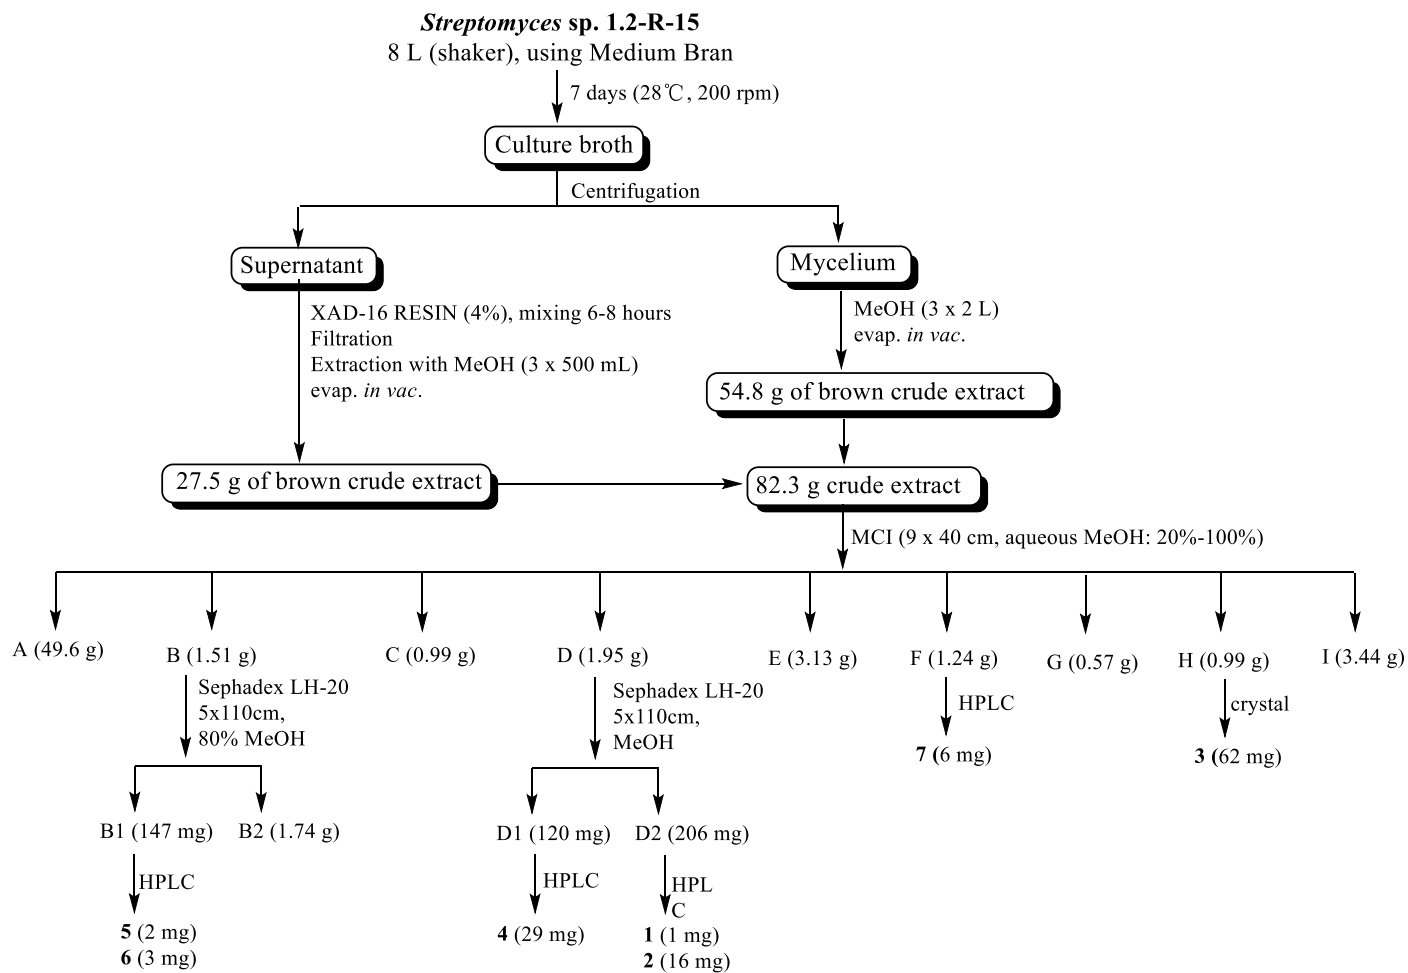 Streptomyces sp. 1.2-R-15
8 L (shaker), using Medium Bran
7 days (28℃, 200 rpm)
Culture broth
Centrifugation
Supernatant
Mycelium
XAD-16 RESIN (4%), mixing 6-8 hours
Filtration
Extraction with MeOH (3 x 500 mL)
evap. in vac.
MeOH (3 x 2 L)
evap. in vac.
54.8 g of brown crude extract
27.5 g of brown crude extract
82.3 g crude extract
MCI (9 x 40 cm, aqueous MeOH: 20%-100%)
A (49.6 g)
B (1.51 g)
C (0.99 g)
D (1.95 g)
E (3.13 g)
F (1.24 g)
G (0.57 g)
H (0.99 g)
I (3.44 g)
Sephadex LH-20
5x110cm,
80% MeOH
Sephadex LH-20
5x110cm,
MeOH
HPLC
7 (6 mg)
crystal
3 (62 mg)
B1 (147 mg)
B2 (1.74 g)
D1 (120 mg)
D2 (206 mg)
HPLC
5 (2 mg)
6 (3 mg)
HPLC
4 (29 mg)
HPL
C
1 (1 mg)
2 (16 mg)